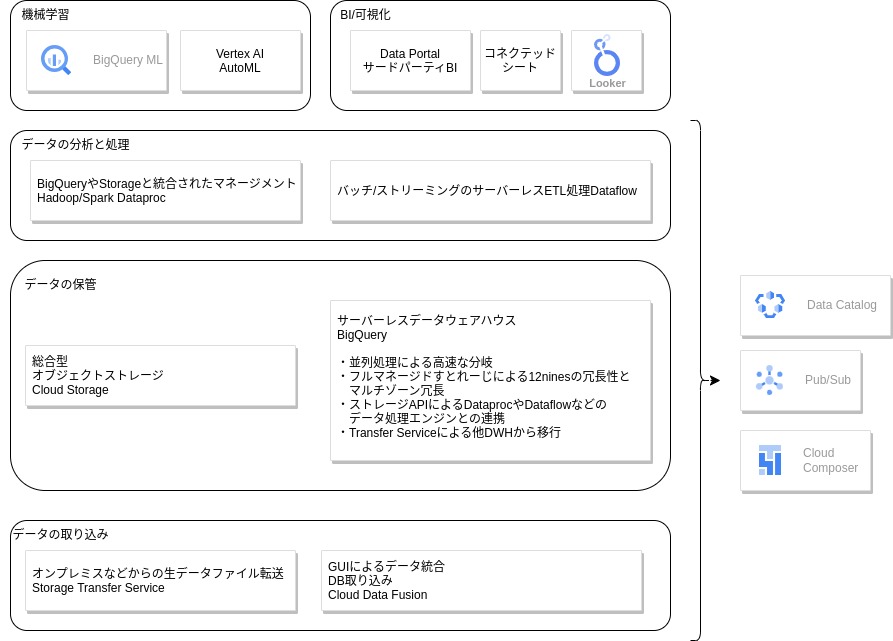 機械学習
BigQuery ML
Vertex AI
AutoML
BI/可視化
Data Portal
サードパーティBI
コネクテッド
シート
Looker
データの分析と処理
BigQueryやStorageと統合されたマネージメント
Hadoop/Spark Dataproc
バッチ/ストリーミングのサーバーレスETL処理Dataflow
データの保管
総合型
オブジェクトストレージ
Cloud Storage
サーバーレスデータウェアハウス
BigQuery
・並列処理による高速な分岐
・フルマネージドすとれーじによる12ninesの冗長性と
マルチゾーン冗長
・ストレージAPIによるDataprocやDataflowなどの
データ処理エンジンとの連携
・Transfer Serviceによる他DWHから移行
データの取り込み
オンプレミスなどからの生データファイル転送
Storage Transfer Service
GUIによるデータ統合
DB取り込み
Cloud Data Fusion
Data Catalog
Pub/Sub
Cloud
Composer